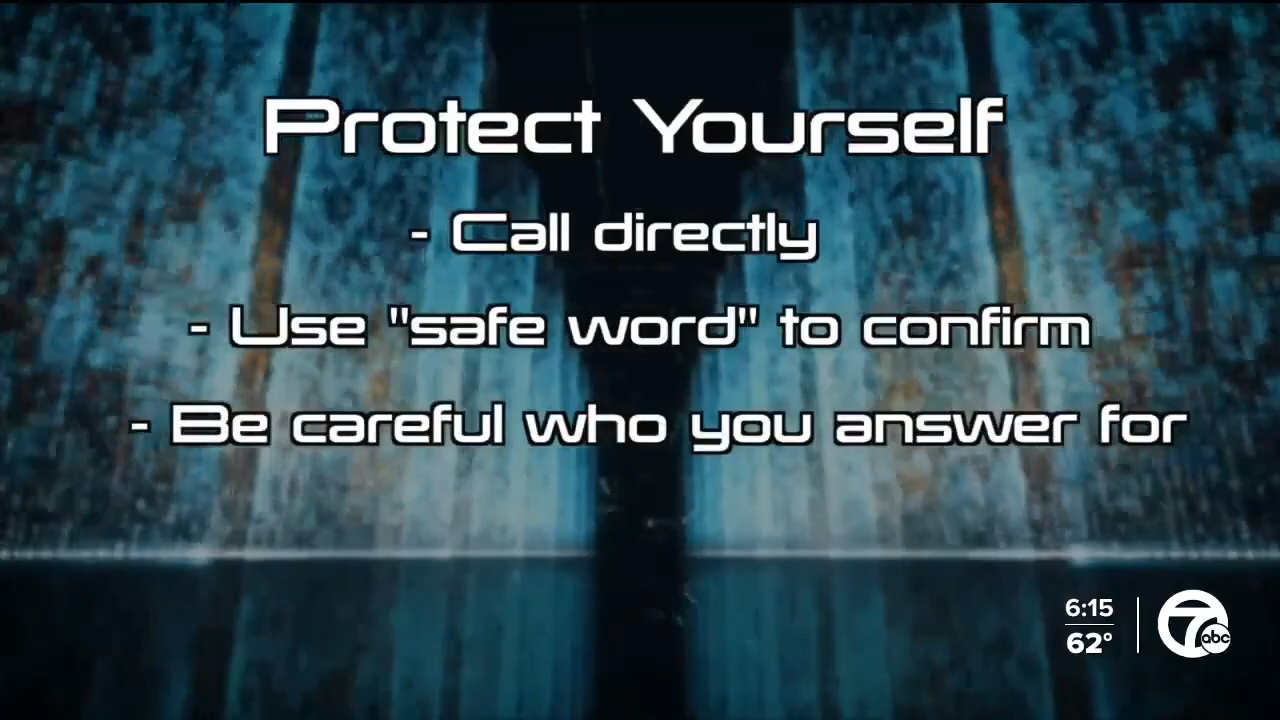 Protect Yourself
- Call directly
- Use "safe word" to confirm
- Be careful who you answer for
6:15
62°
7 abc